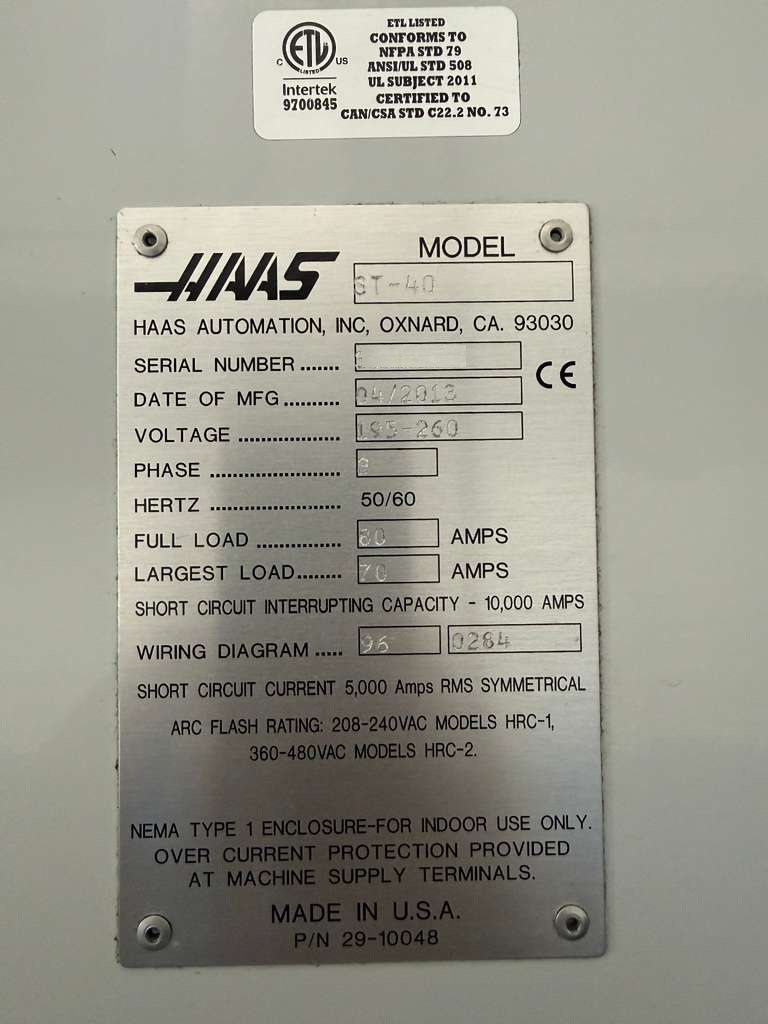 ETL LISTED
CONFORMS TO
NFPA STD 79
ANSI/UL STD 508
UL SUBJECT 2011
CERTIFIED TO
CAN/CSA STD C22.2 NO. 73
C ETL US
LISTED
Intertek
9700845
HAAS
MODEL
ST-40
HAAS AUTOMATION, INC, OXNARD, CA. 93030
SERIAL NUMBER .......
CE
DATE OF MFG.......... 04/2013
VOLTAGE .................. 195-260
PHASE ......................
HERTZ ...................... 50/60
FULL LOAD .............. 80 AMPS
LARGEST LOAD........ 70 AMPS
SHORT CIRCUIT INTERRUPTING CAPACITY - 10,000 AMPS
WIRING DIAGRAM ..... 96 0284
SHORT CIRCUIT CURRENT 5,000 Amps RMS SYMMETRICAL
ARC FLASH RATING: 208-240VAC MODELS HRC-1,
360-480VAC MODELS HRC-2.
NEMA TYPE 1 ENCLOSURE-FOR INDOOR USE ONLY.
OVER CURRENT PROTECTION PROVIDED
AT MACHINE SUPPLY TERMINALS.
MADE IN U.S.A.
P/N 29-10048